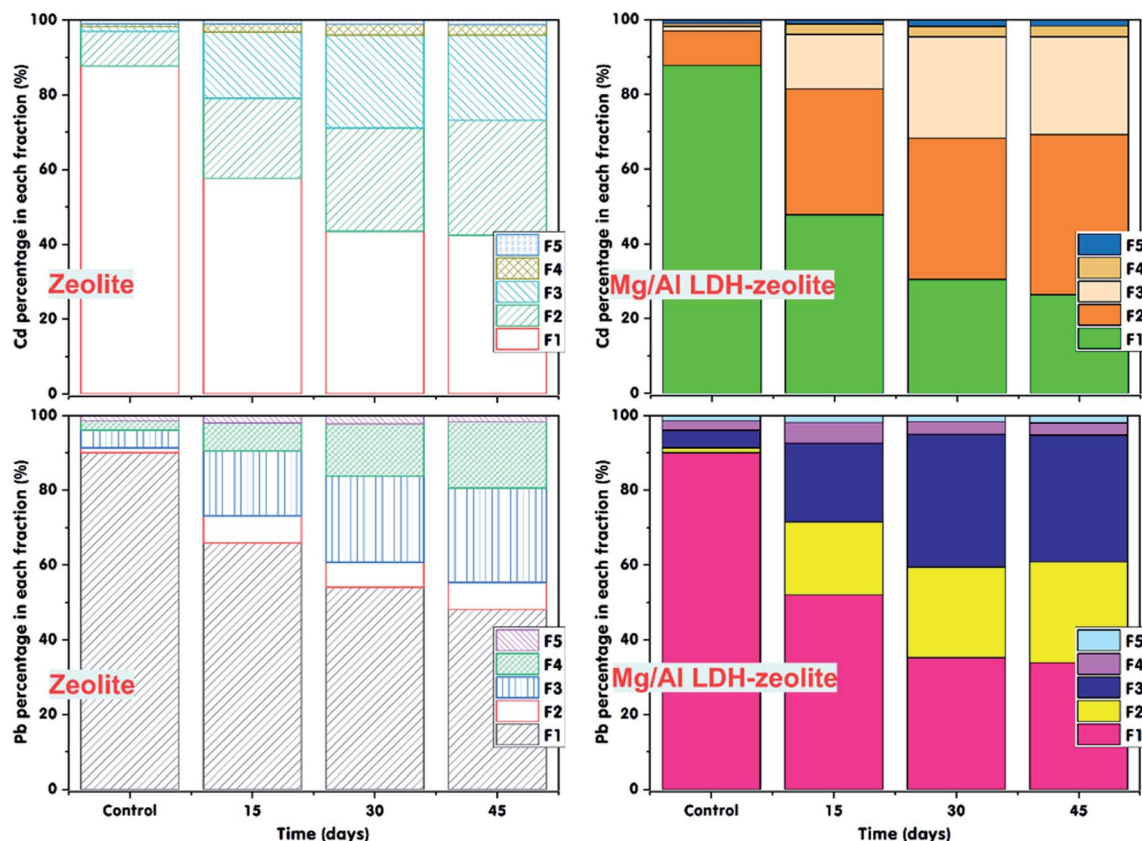 Cd percentage in each fraction (%)
100
80
60
40
20
0
Zeolite
F5
F4
F3
F2
F1
Cd percentage in each fraction (%)
100
80
60
40
20
0
Mg/Al LDH-zeolite
F5
F4
F3
F2
F1
Pb percentage in each fraction (%)
100
80
60
40
20
0
Zeolite
F5
F4
F3
F2
F1
Control 15 30 45
Time (days)
Pb percentage in each fraction (%)
100
80
60
40
20
0
Mg/Al LDH-zeolite
F5
F4
F3
F2
F1
Control 15 30 45
Time (days)